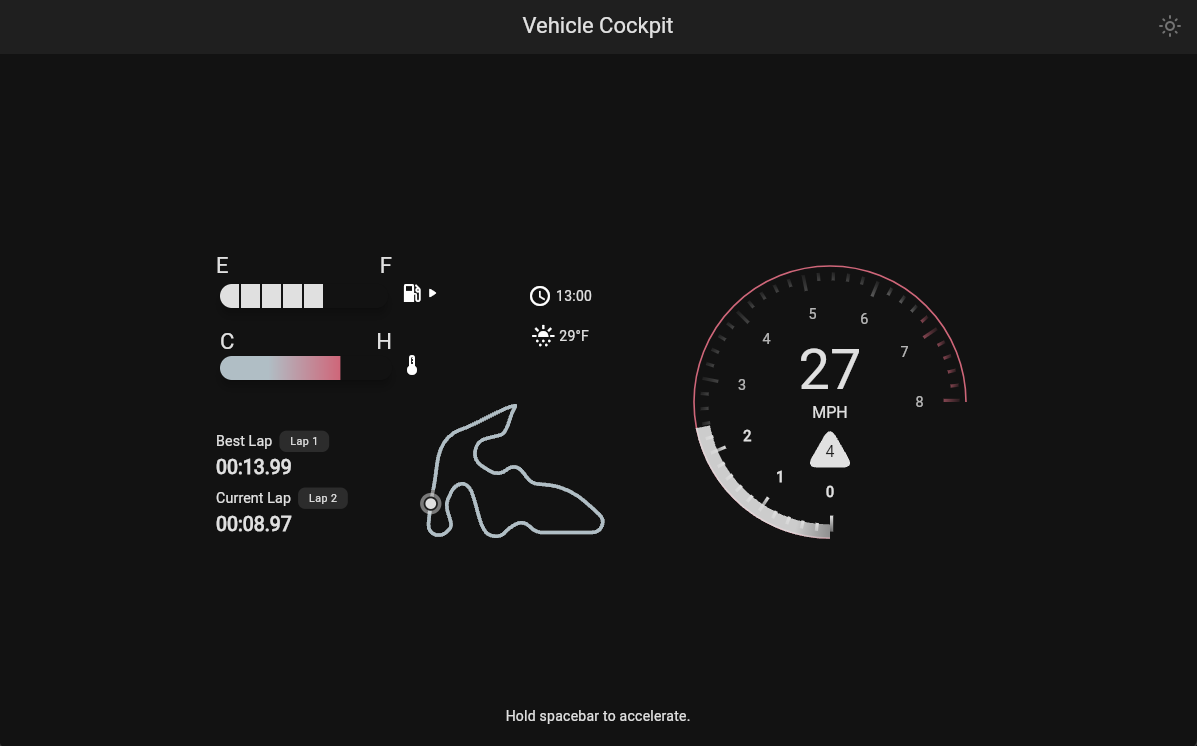 Vehicle Cockpit
E F
C H
13:00
29°F
Best Lap Lap 1
00:13.99
Current Lap Lap 2
00:08.97
5
6
4
7
3
8
27
MPH
2
4
1
0
Hold spacebar to accelerate.